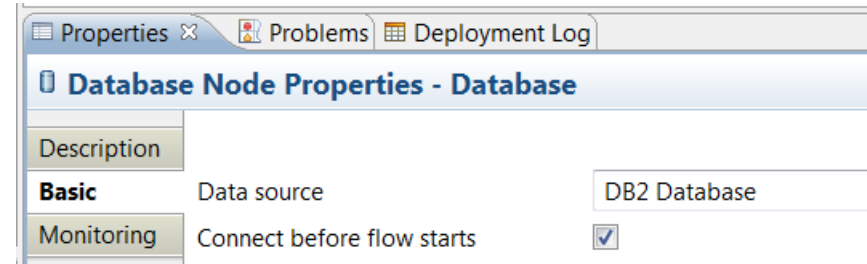 Properties Problems Deployment Log
Database Node Properties - Database
Description
Basic Data source DB2 Database
Monitoring Connect before flow starts